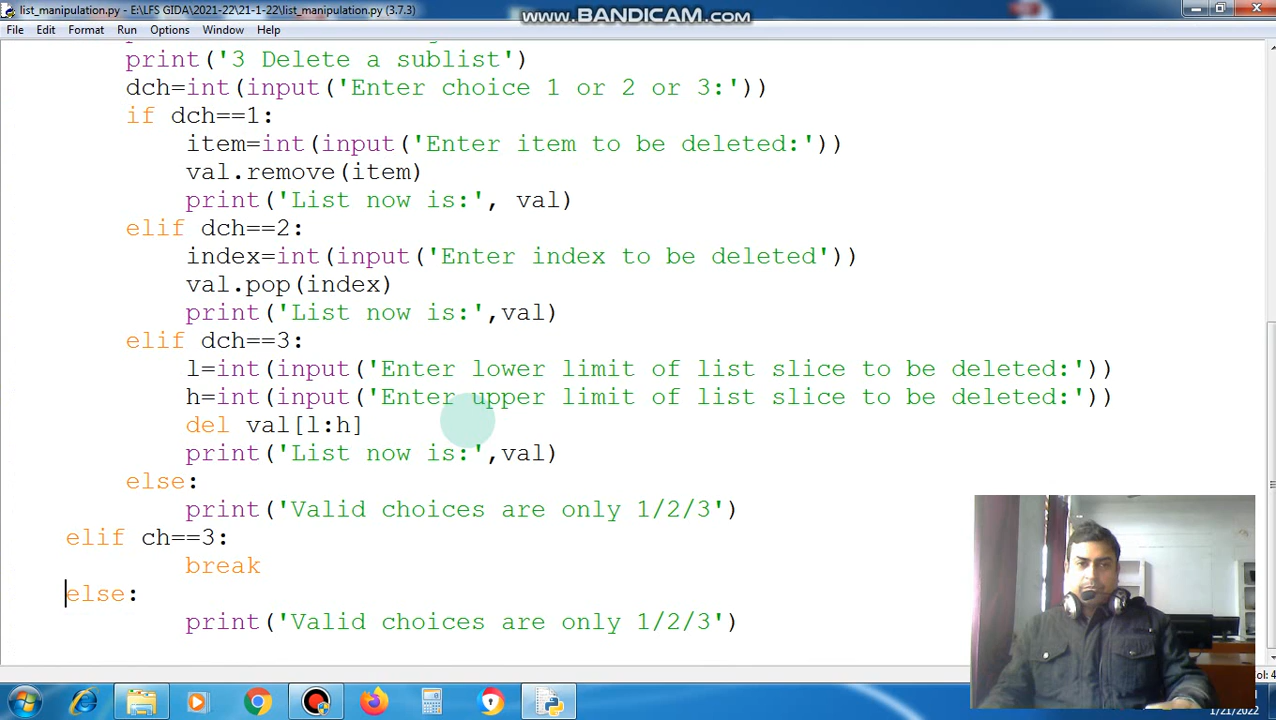 list_manipulation.py - E:\LFS GIDA\2021-22\21-1-22\list_manipulation.py (3.7.3)
www.BANDICAM.com
File Edit Format Run Options Window Help
print('3 Delete a sublist')
dch=int(input('Enter choice 1 or 2 or 3:'))
if dch==1:
item=int(input('Enter item to be deleted:'))
val.remove(item)
print('List now is:', val)
elif dch==2:
index=int(input('Enter index to be deleted'))
val.pop(index)
print('List now is:',val)
elif dch==3:
l=int(input('Enter lower limit of list slice to be deleted:'))
h=int(input('Enter upper limit of list slice to be deleted:'))
del val[l:h]
print('List now is:',val)
else:
print('Valid choices are only 1/2/3')
elif ch==3:
break
else:
print('Valid choices are only 1/2/3')
1/21/2022